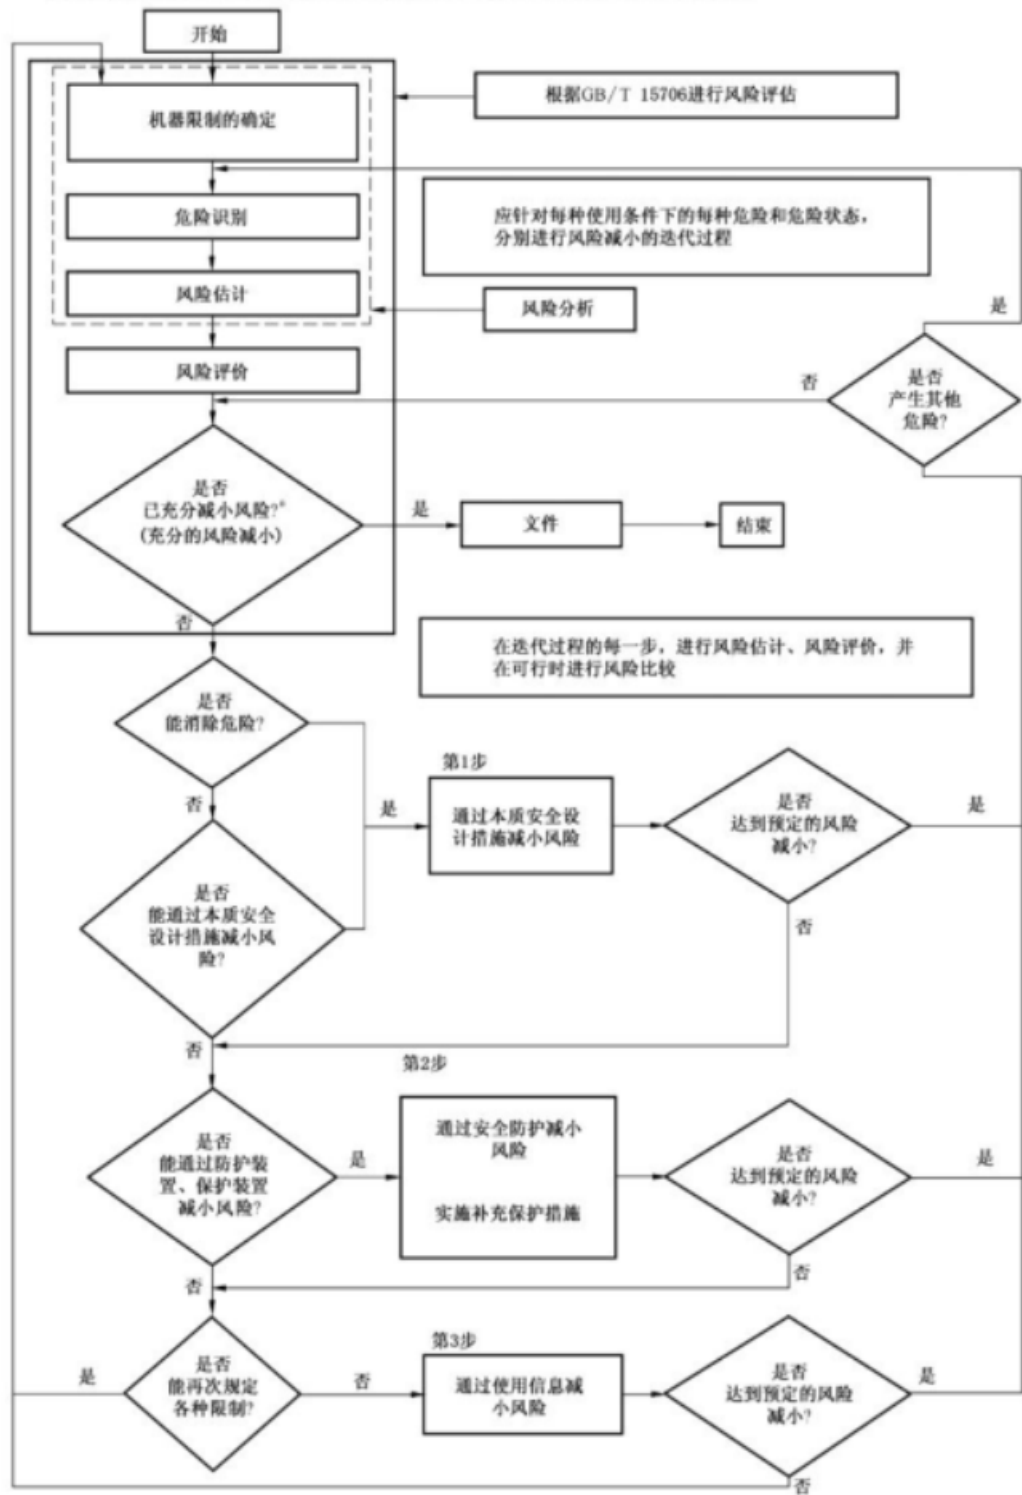 开始
根据GB/T 15706进行风险评估
机器限制的确定
危险识别
应针对每种使用条件下的每种危险和危险状态，
分别进行风险减小的迭代过程
风险估计
风险分析
是
风险评价
否
是否
产生其他
危险?
是否
已充分减小风险?ª
(充分的风险减小)
是
文件
结束
否
在迭代过程的每一步，进行风险估计、风险评价，并
在可行时进行风险比较
是否
能消除危险?
第1步
否
是
通过本质安全设
计措施减小风险
是否
达到预定的风险
减小?
是
是否
能通过本质安全
设计措施减小风
险?
否
否
第2步
是否
能通过防护装
置、保护装置
减小风险?
是
通过安全防护减小
风险
实施补充保护措施
是否
达到预定的风险
减小?
是
否
否
第3步
是
是否
能再次规定
各种限制?
否
通过使用信息减
小风险
是否
达到预定的风险
减小?
是
否